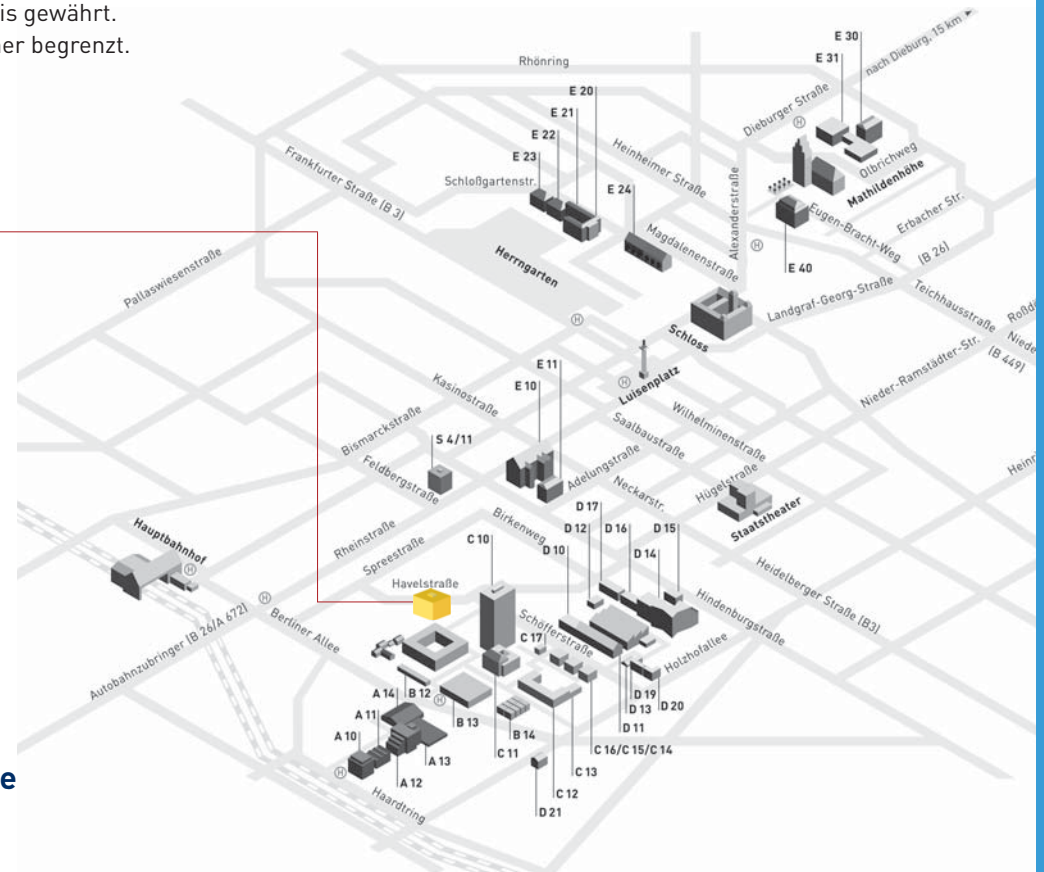 is gewährt.
er begrenzt.
nach Dieburg, 15 km
E 30
E 31
Rhönring
E 20
E 21
E 22
E 23
Dieburger Straße
H
Heinheimer Straße
Frankfurter Straße (B 3)
Schloßgartenstr.
E 24
Olbrichweg
Mathildenhöhe
Alexanderstraße
Magdalenenstraße
Eugen-Bracht-Weg
Erbacher Str.
(B 26)
H
E 40
Herrngarten
Pallaswiesenstraße
Landgraf-Georg-Straße
Teichhausstraße
Roßd
Niede
(B 449)
Nieder-Ramstädter-Str.
H
Schloss
H
Luisenplatz
E 11
E 10
Kasinostraße
Bismarckstraße
S 4/11
Feldbergstraße
Saalbaustraße
Wilhelminenstraße
Adelungstraße
Neckarstr.
Hügelstraße
Staatstheater
Heinr
Hauptbahnhof
H
Rheinstraße
Spreestraße
Havelstraße
Birkenweg
C 10
D 17
D 12
D 16
D 15
D 10
D 14
Heidelberger Straße (B3)
Hindenburgstraße
Holzhofallee
Schöfferstraße
C 17
H
Berliner Allee
Autobahnzubringer (B 26/A 672)
A 14
B 12
H
A 11
A 10
B 13
B 14
C 11
D 19
D 13
D 20
D 11
C 16/C 15/C 14
C 13
C 12
D 21
A 13
A 12
H
Haardtring
e